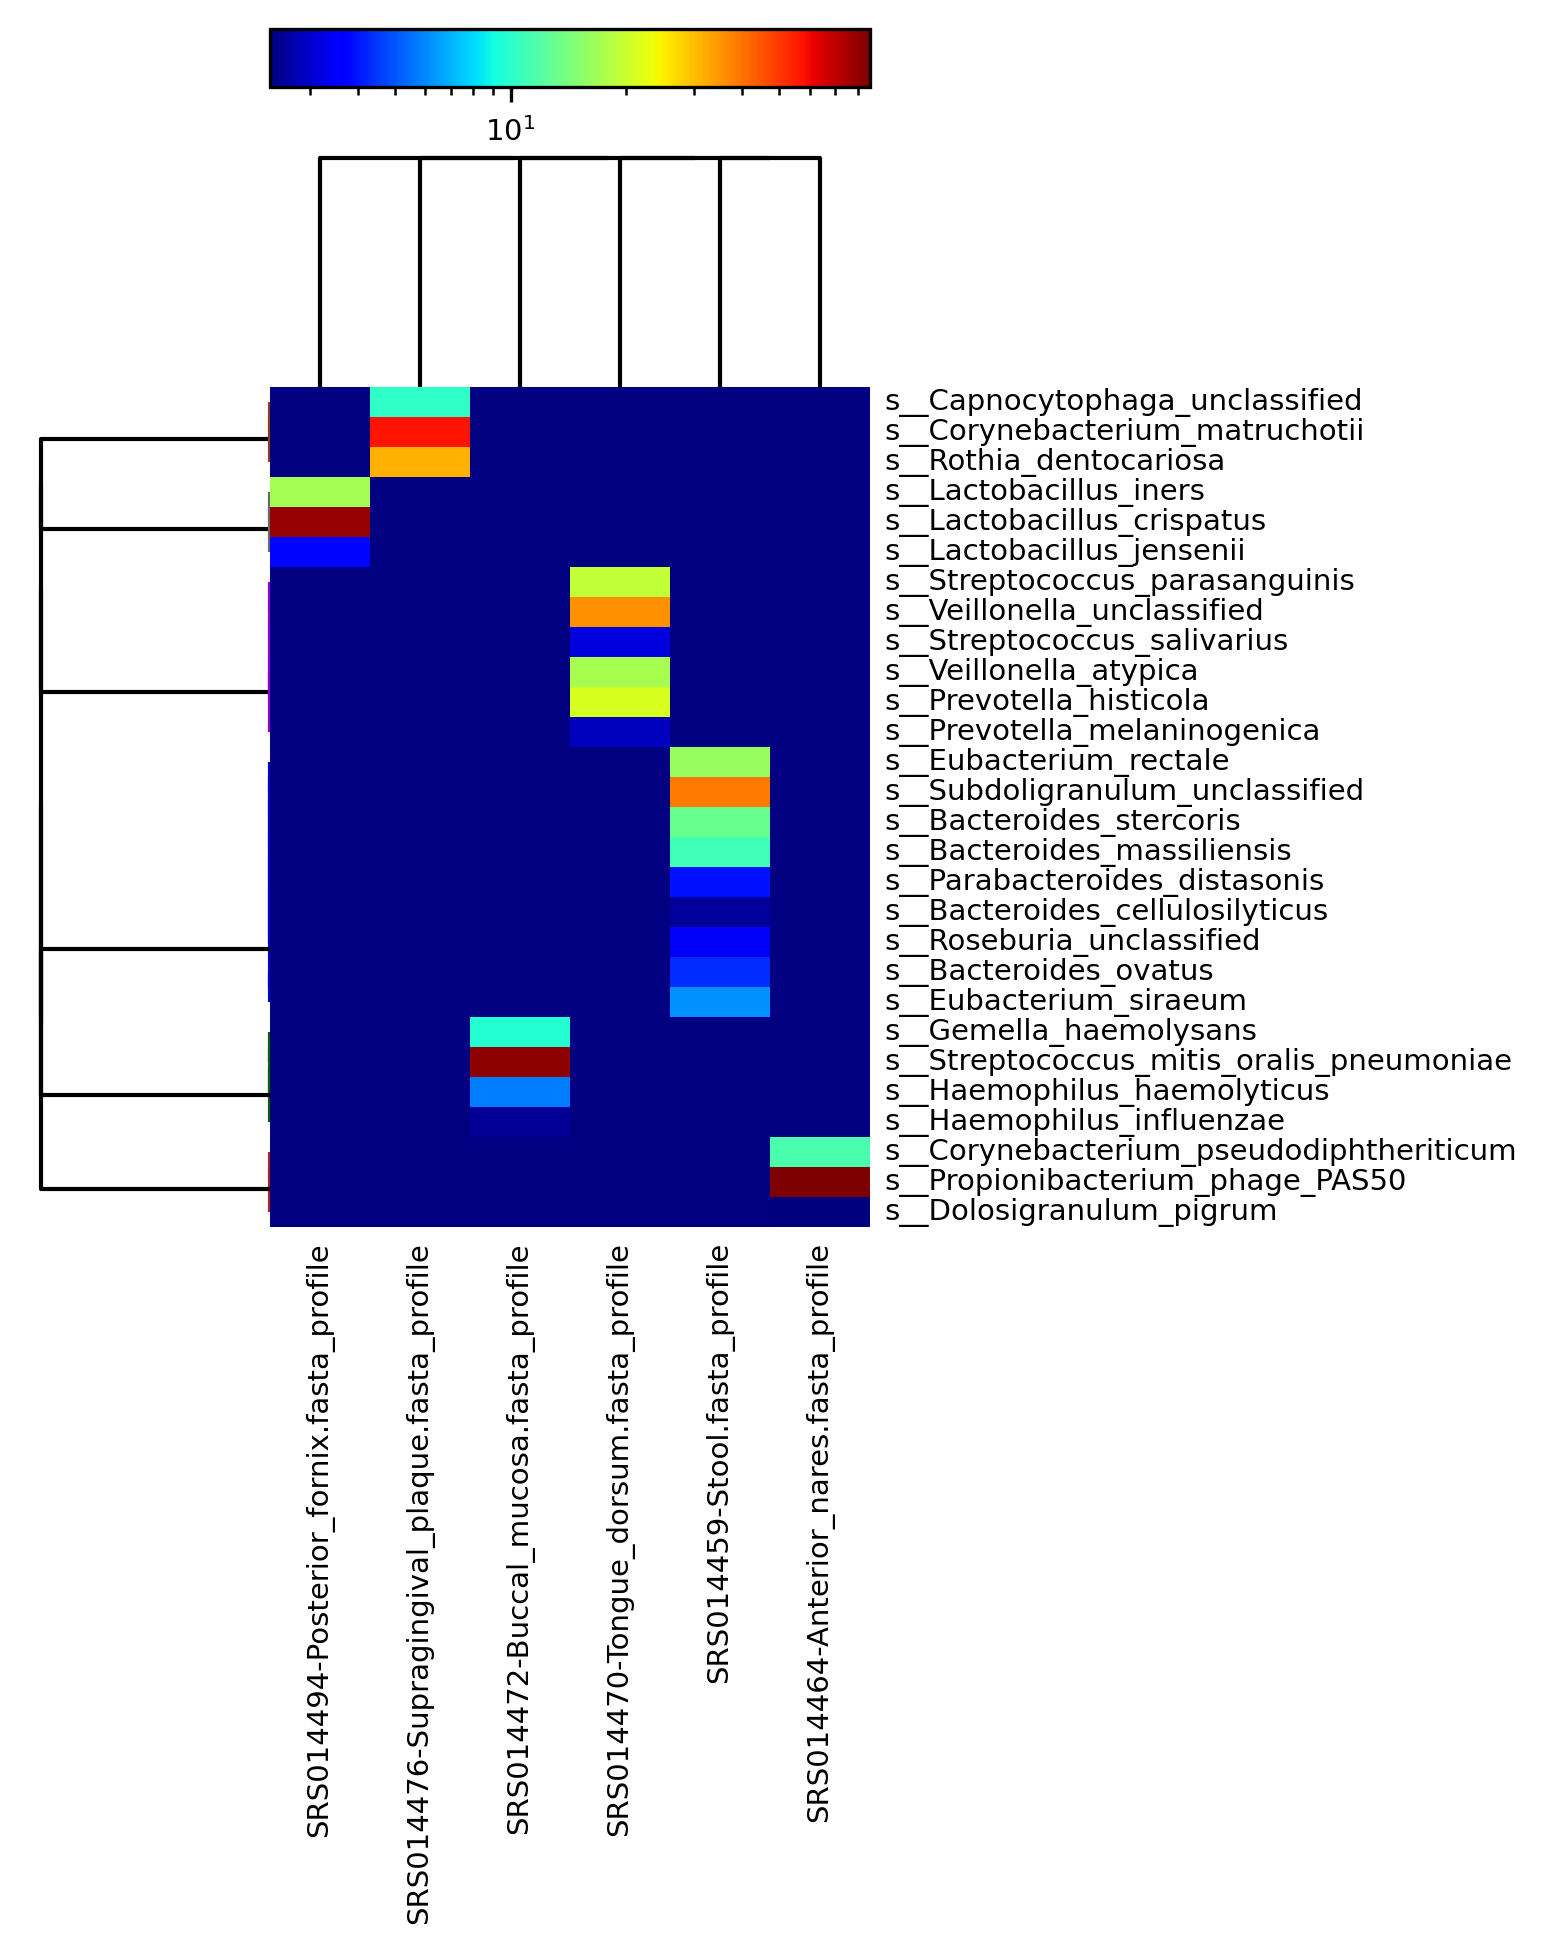 10¹
s__Capnocytophaga_unclassified
s__Corynebacterium_matruchotii
s__Rothia_dentocariosa
s__Lactobacillus_iners
s__Lactobacillus_crispatus
s__Lactobacillus_jensenii
s__Streptococcus_parasanguinis
s__Veillonella_unclassified
s__Streptococcus_salivarius
s__Veillonella_atypica
s__Prevotella_histicola
s__Prevotella_melaninogenica
s__Eubacterium_rectale
s__Subdoligranulum_unclassified
s__Bacteroides_stercoris
s__Bacteroides_massiliensis
s__Parabacteroides_distasonis
s__Bacteroides_cellulosilyticus
s__Roseburia_unclassified
s__Bacteroides_ovatus
s__Eubacterium_siraeum
s__Gemella_haemolysans
s__Streptococcus_mitis_oralis_pneumoniae
s__Haemophilus_haemolyticus
s__Haemophilus_influenzae
s__Corynebacterium_pseudodiphtheriticum
s__Propionibacterium_phage_PAS50
s__Dolosigranulum_pigrum
SRS014494-Posterior_fornix.fasta_profile
SRS014476-Supragingival_plaque.fasta_profile
SRS014472-Buccal_mucosa.fasta_profile
SRS014470-Tongue_dorsum.fasta_profile
SRS014459-Stool.fasta_profile
SRS014464-Anterior_nares.fasta_profile